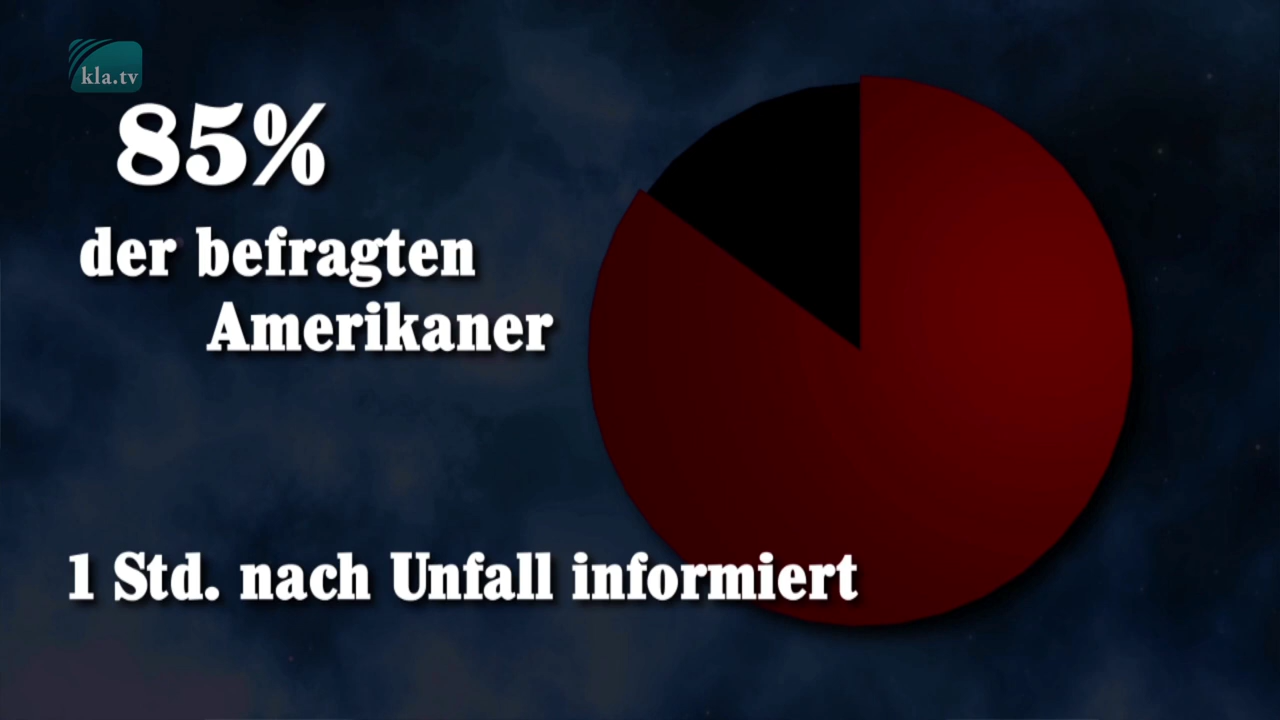 kla.tv
85%
der befragten
Amerikaner
1 Std. nach Unfall informiert